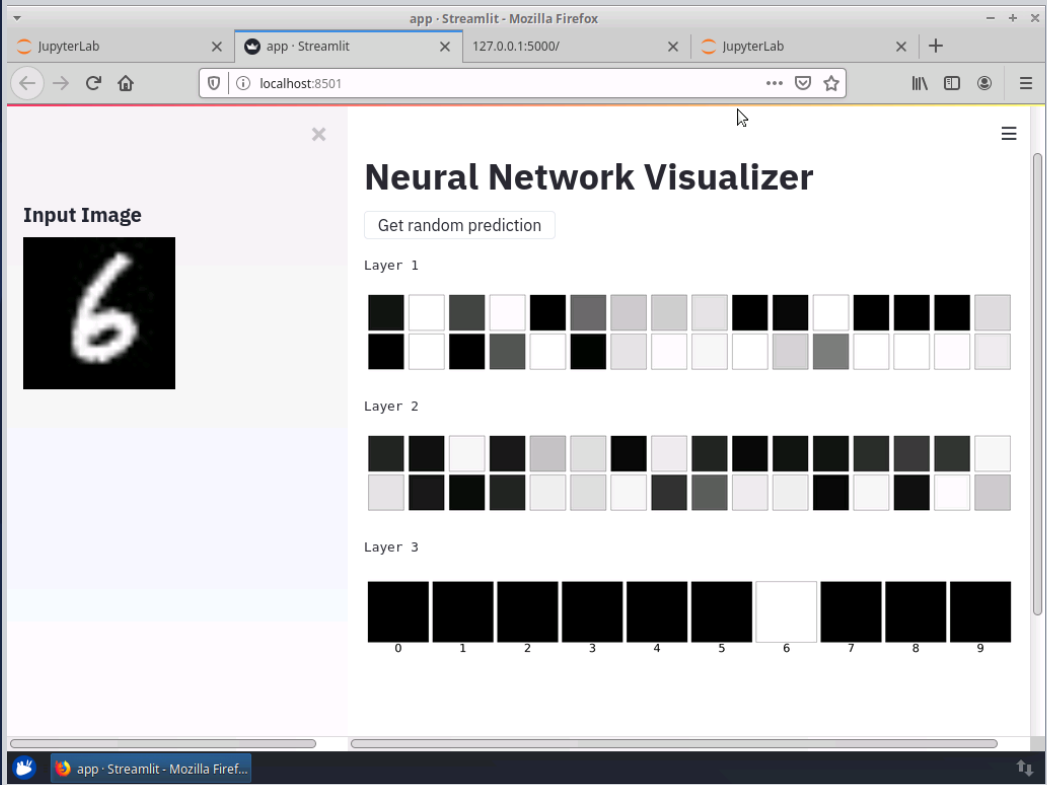 app · Streamlit - Mozilla Firefox
JupyterLab
app · Streamlit
127.0.0.1:5000/
JupyterLab
localhost:8501
Input Image
6
Neural Network Visualizer
Get random prediction
Layer 1
Layer 2
Layer 3
0 1 2 3 4 5 6 7 8 9
app · Streamlit - Mozilla Firef...